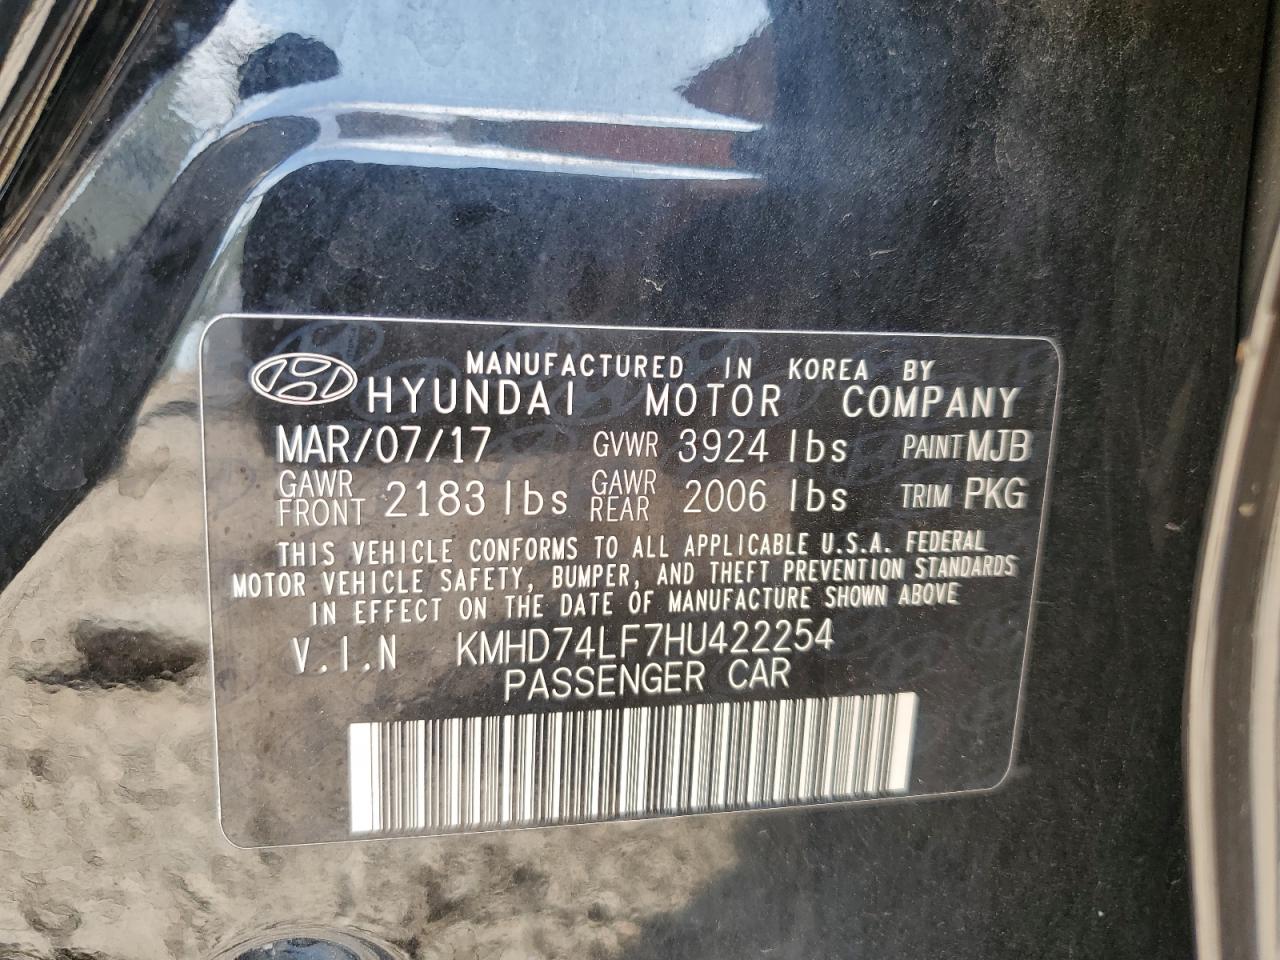 MANUFACTURED IN KOREA BY
HYUNDAI MOTOR COMPANY
MAR/07/17 GVWR 3924 lbs PAINT MJB
GAWR FRONT 2183 lbs GAWR REAR 2006 lbs TRIM PKG
THIS VEHICLE CONFORMS TO ALL APPLICABLE U.S.A. FEDERAL
MOTOR VEHICLE SAFETY, BUMPER, AND THEFT PREVENTION STANDARDS
IN EFFECT ON THE DATE OF MANUFACTURE SHOWN ABOVE
V.I.N KMHD74LF7HU422254
PASSENGER CAR